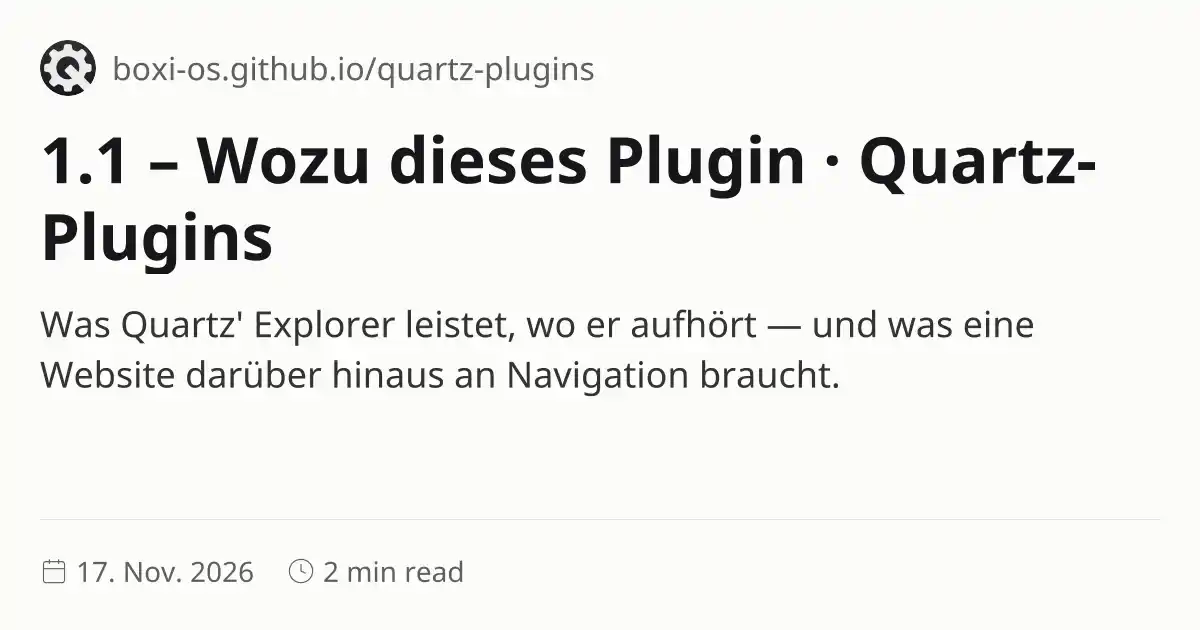 boxi-os.github.io/quartz-plugins
1.1 – Wozu dieses Plugin · Quartz-
Plugins
Was Quartz' Explorer leistet, wo er aufhört — und was eine
Website darüber hinaus an Navigation braucht.
17. Nov. 2026 2 min read